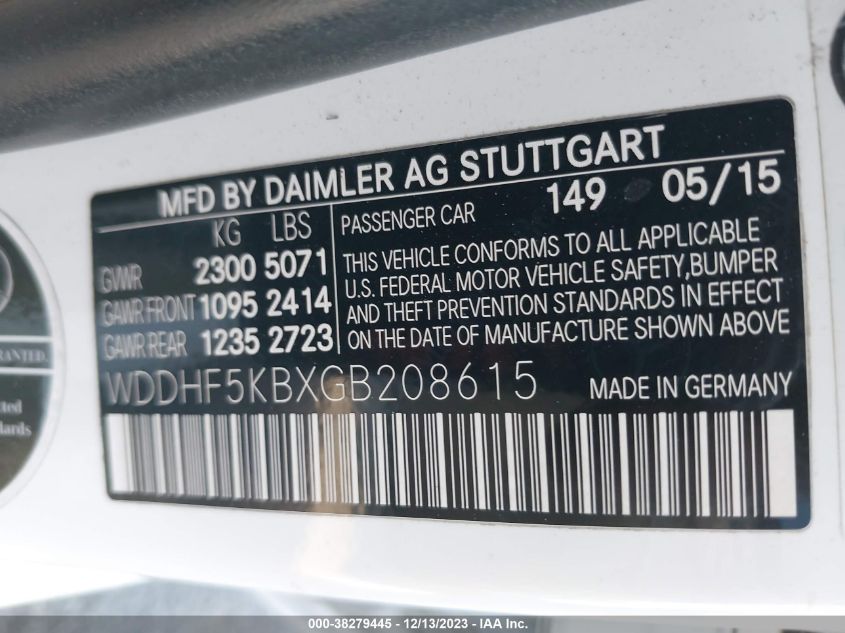 MFD BY DAIMLER AG STUTTGART
KG LBS
PASSENGER CAR 149 05/15
GVWR 2300 5071
GAWR FRONT 1095 2414
GAWR REAR 1235 2723
THIS VEHICLE CONFORMS TO ALL APPLICABLE
U.S. FEDERAL MOTOR VEHICLE SAFETY,BUMPER
AND THEFT PREVENTION STANDARDS IN EFFECT
ON THE DATE OF MANUFACTURE SHOWN ABOVE
WDDHF5KBXGB208615 MADE IN GERMANY
000-38279445 - 12/13/2023 - IAA Inc.